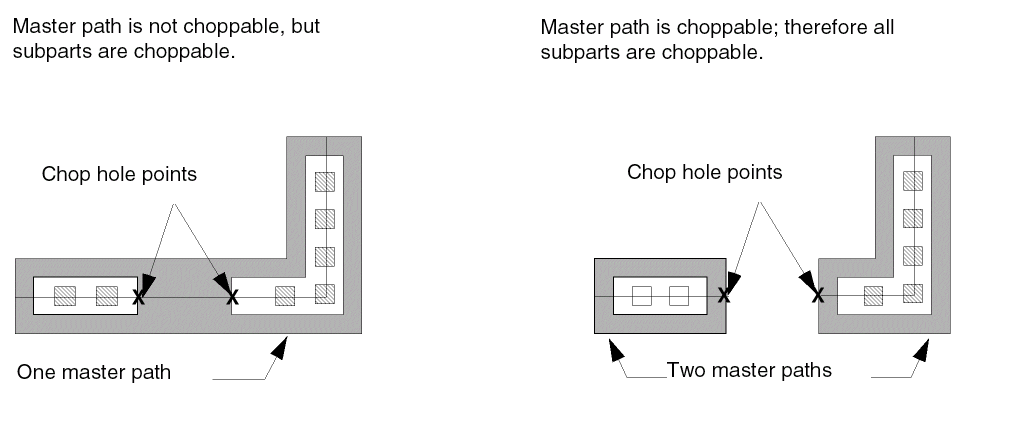 Master path is not choppable, but
subparts are choppable.
Master path is choppable; therefore all
subparts are choppable.
Chop hole points
Chop hole points
X
X
X
X
One master path
Two master paths